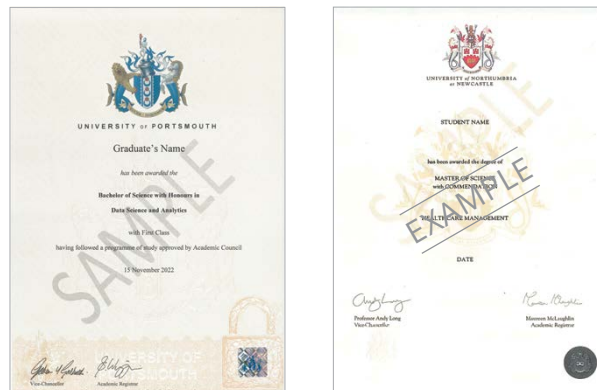 UNIVERSITY OF PORTSMOUTH
Graduate's Name
has been awarded the
Bachelor of Science with Honours in
Data Science and Analytics
with First Class
having followed a programme of study approved by Academic Council
15 November 2022
SAMPLE
Vice-Chancellor
Academic Registrar
UNIVERSITY of NORTHUMBRIA
at NEWCASTLE
STUDENT NAME
has been awarded the degree of
MASTER OF SCIENCE
with COMMENDATION
HEALTHCARE MANAGEMENT
EXAMPLE
SAMPLE
DATE
Professor Andy Long
Vice-Chancellor
Maureen McLaughlin
Academic Registrar